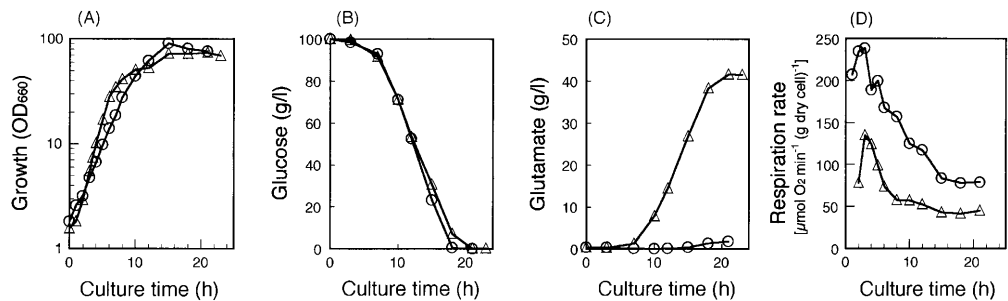 (A)
Growth (OD660)
100
10
1
0
10
20
Culture time (h)
(B)
Glucose (g/l)
100
80
60
40
20
0
0
10
20
Culture time (h)
(C)
Glutamate (g/l)
50
40
30
20
10
0
0
10
20
Culture time (h)
(D)
Respiration rate
[µmol O2 min-1 (g dry cell)-1]
250
200
150
100
50
0
0
10
20
Culture time (h)